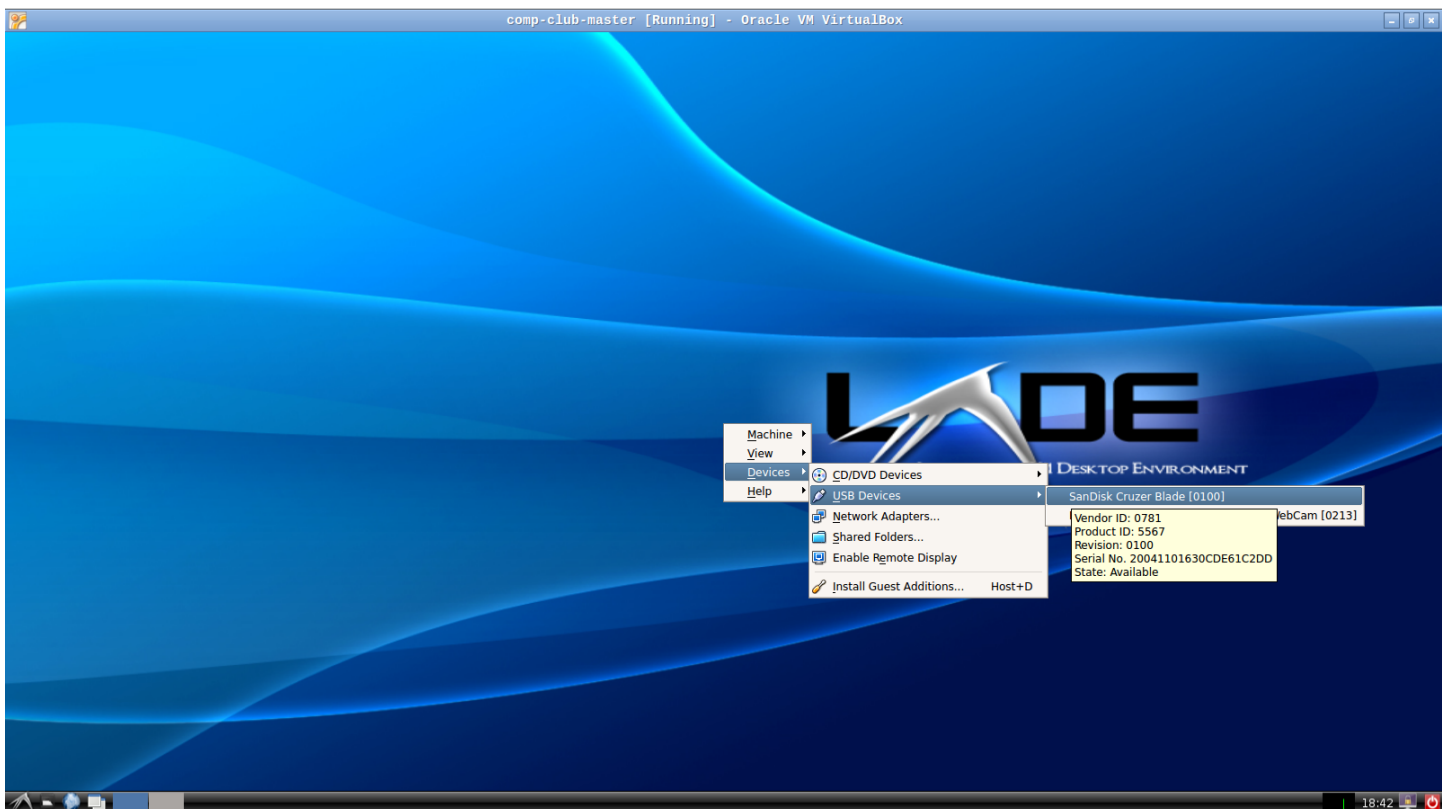 comp-club-master [Running] - Oracle VM VirtualBox
DE
DESKTOP ENVIRONMENT
Machine
View
Devices
Help
CD/DVD Devices
USB Devices
Network Adapters...
Shared Folders...
Enable Remote Display
Install Guest Additions... Host+D
SanDisk Cruzer Blade [0100]
[0213]
Vendor ID: 0781
Product ID: 5567
Revision: 0100
Serial No. 20041101630CDE61C2DD
State: Available
18:42